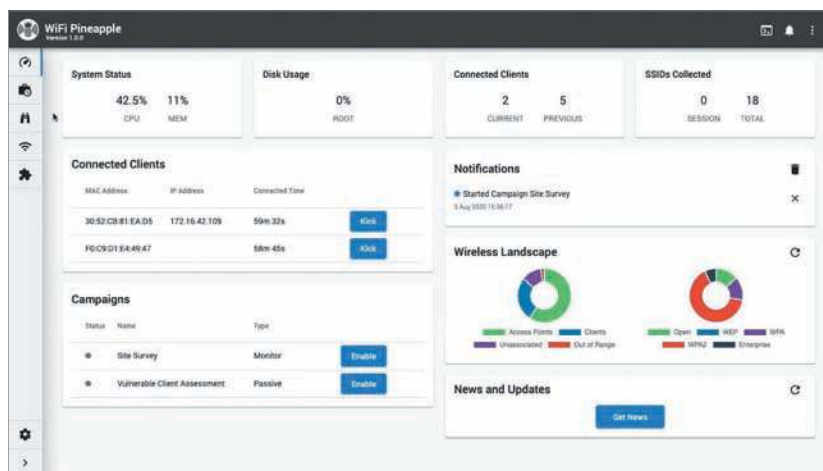 WiFi Pineapple
Version 1.0.0
System Status
42.5% 11%
CPU MEM
Disk Usage
0%
ROOT
Connected Clients
2 5
CURRENT PREVIOUS
SSIDs Collected
0 18
SESSION TOTAL
Connected Clients
MAC Address IP Address Connected Time
30:52:CB:81:EA:D5 172.16.42.109 59m 32s Kick
F0:C9:D1:E4:49:47 58m 45s Kick
Campaigns
Status Name Type
Site Survey Monitor Enable
Vulnerable Client Assessment Passive Enable
Notifications
Started Campaign Site Survey
5 Aug 2020
Wireless Landscape
Access Points Clients
Unassociated Out of Range
Open WEP WPA
WPA2 Enterprise
News and Updates
Get News